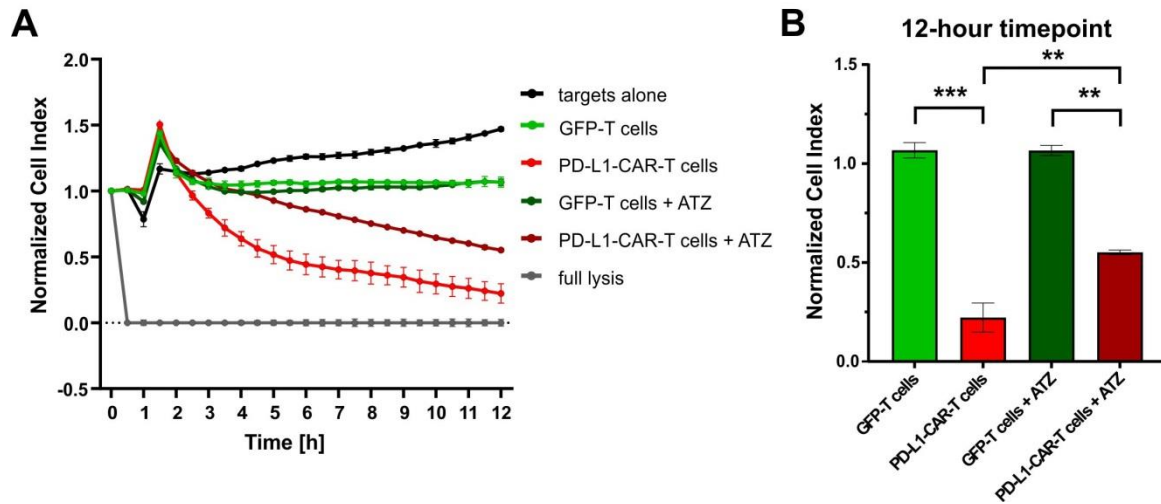 A
2.0
1.5
1.0
0.5
0.0
-0.5
Normalized Cell Index
0 1 2 3 4 5 6 7 8 9 10 11 12
Time [h]
targets alone
GFP-T cells
PD-L1-CAR-T cells
GFP-T cells + ATZ
PD-L1-CAR-T cells + ATZ
full lysis
B
12-hour timepoint
1.5
1.0
0.5
0.0
Normalized Cell Index
**
***
**
GFP-T cells
PD-L1-CAR-T cells
GFP-T cells + ATZ
PD-L1-CAR-T cells + ATZ